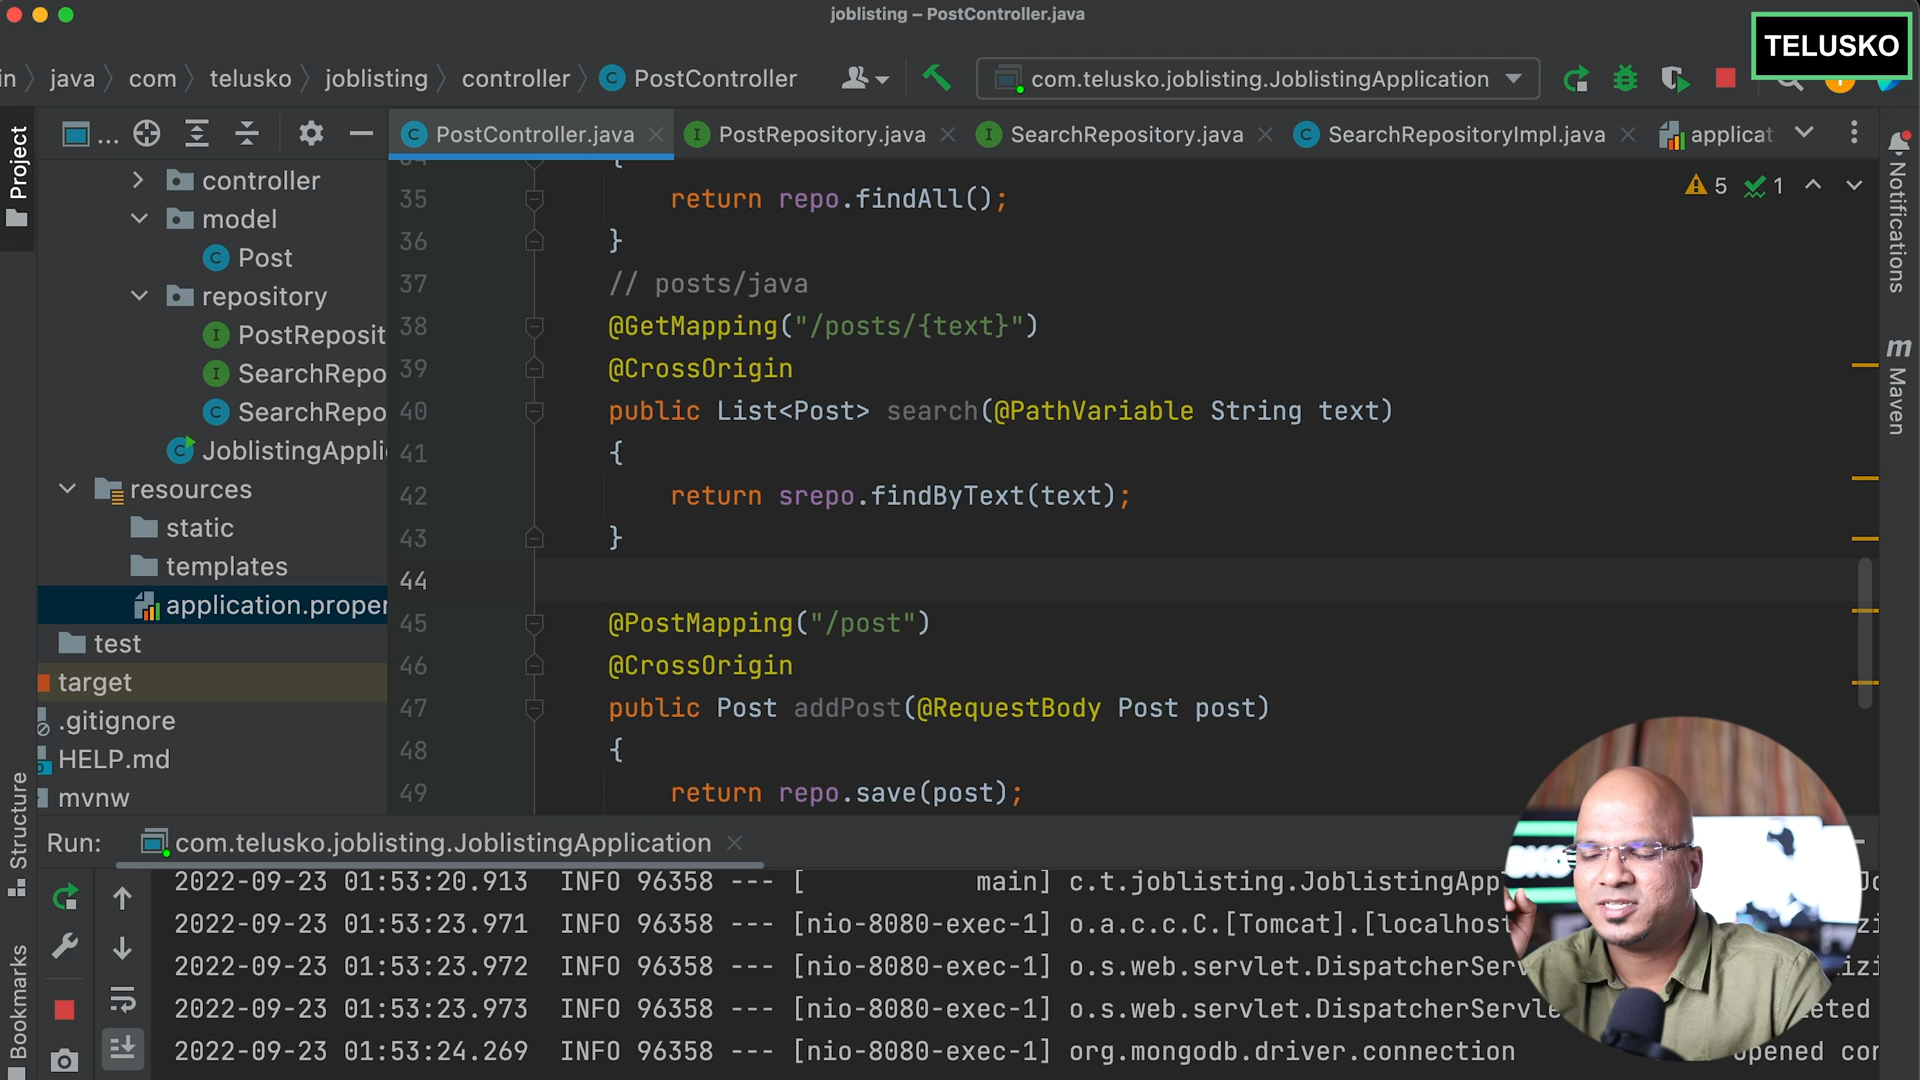 joblisting – PostController.java
TELUSKO
in java com telusko joblisting controller PostController com.telusko.joblisting.JoblistingApplication
Project
... PostController.java PostRepository.java SearchRepository.java SearchRepositoryImpl.java applicat
controller
model
Post
repository
PostReposit
SearchRepo
SearchRepo
JoblistingAppli
resources
static
templates
application.proper
test
target
.gitignore
HELP.md
mvnw
34 {
35 return repo.findAll();
36 }
37 // posts/java
38 @GetMapping("/posts/{text}")
39 @CrossOrigin
40 public List<Post> search(@PathVariable String text)
41 {
42 return srepo.findByText(text);
43 }
44
45 @PostMapping("/post")
46 @CrossOrigin
47 public Post addPost(@RequestBody Post post)
48 {
49 return repo.save(post);
5 1
Notifications
m Maven
Structure
Bookmarks
Run: com.telusko.joblisting.JoblistingApplication
2022-09-23 01:53:20.913 INFO 96358 --- [ main] c.t.joblisting.JoblistingApp
2022-09-23 01:53:23.971 INFO 96358 --- [nio-8080-exec-1] o.a.c.c.C.[Tomcat].[localhost
2022-09-23 01:53:23.972 INFO 96358 --- [nio-8080-exec-1] o.s.web.servlet.DispatcherServ
2022-09-23 01:53:23.973 INFO 96358 --- [nio-8080-exec-1] o.s.web.servlet.DispatcherServle eted
2022-09-23 01:53:24.269 INFO 96358 --- [nio-8080-exec-1] org.mongodb.driver.connection opened con